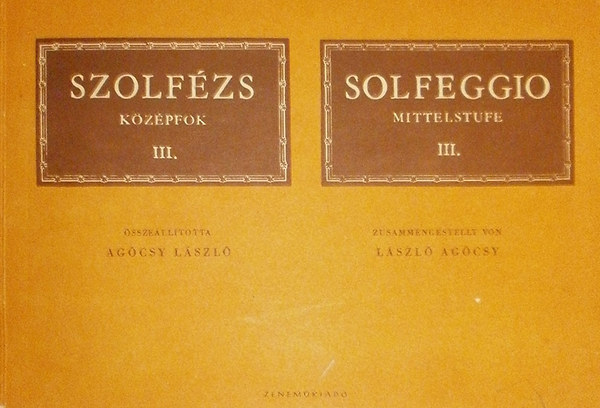 SZOLFÉZS
KÖZÉPFOK
III.
ÖSSZEÁLLÍTOTTA
AGÓCSY LÁSZLÓ
SOLFEGGIO
MITTELSTUFE
III.
ZUSAMMENGESTELLT VON
LÁSZLÓ AGÓCSY
ZENEMŰKIADÓ